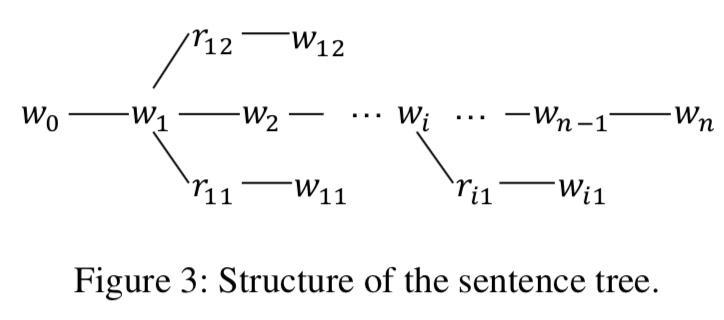 r₁₂ w₁₂
w₀ w₁ w₂ ⋯ wᵢ ⋯ wₙ₋₁ wₙ
r₁₁ w₁₁ rᵢ₁ wᵢ₁
Figure 3: Structure of the sentence tree.